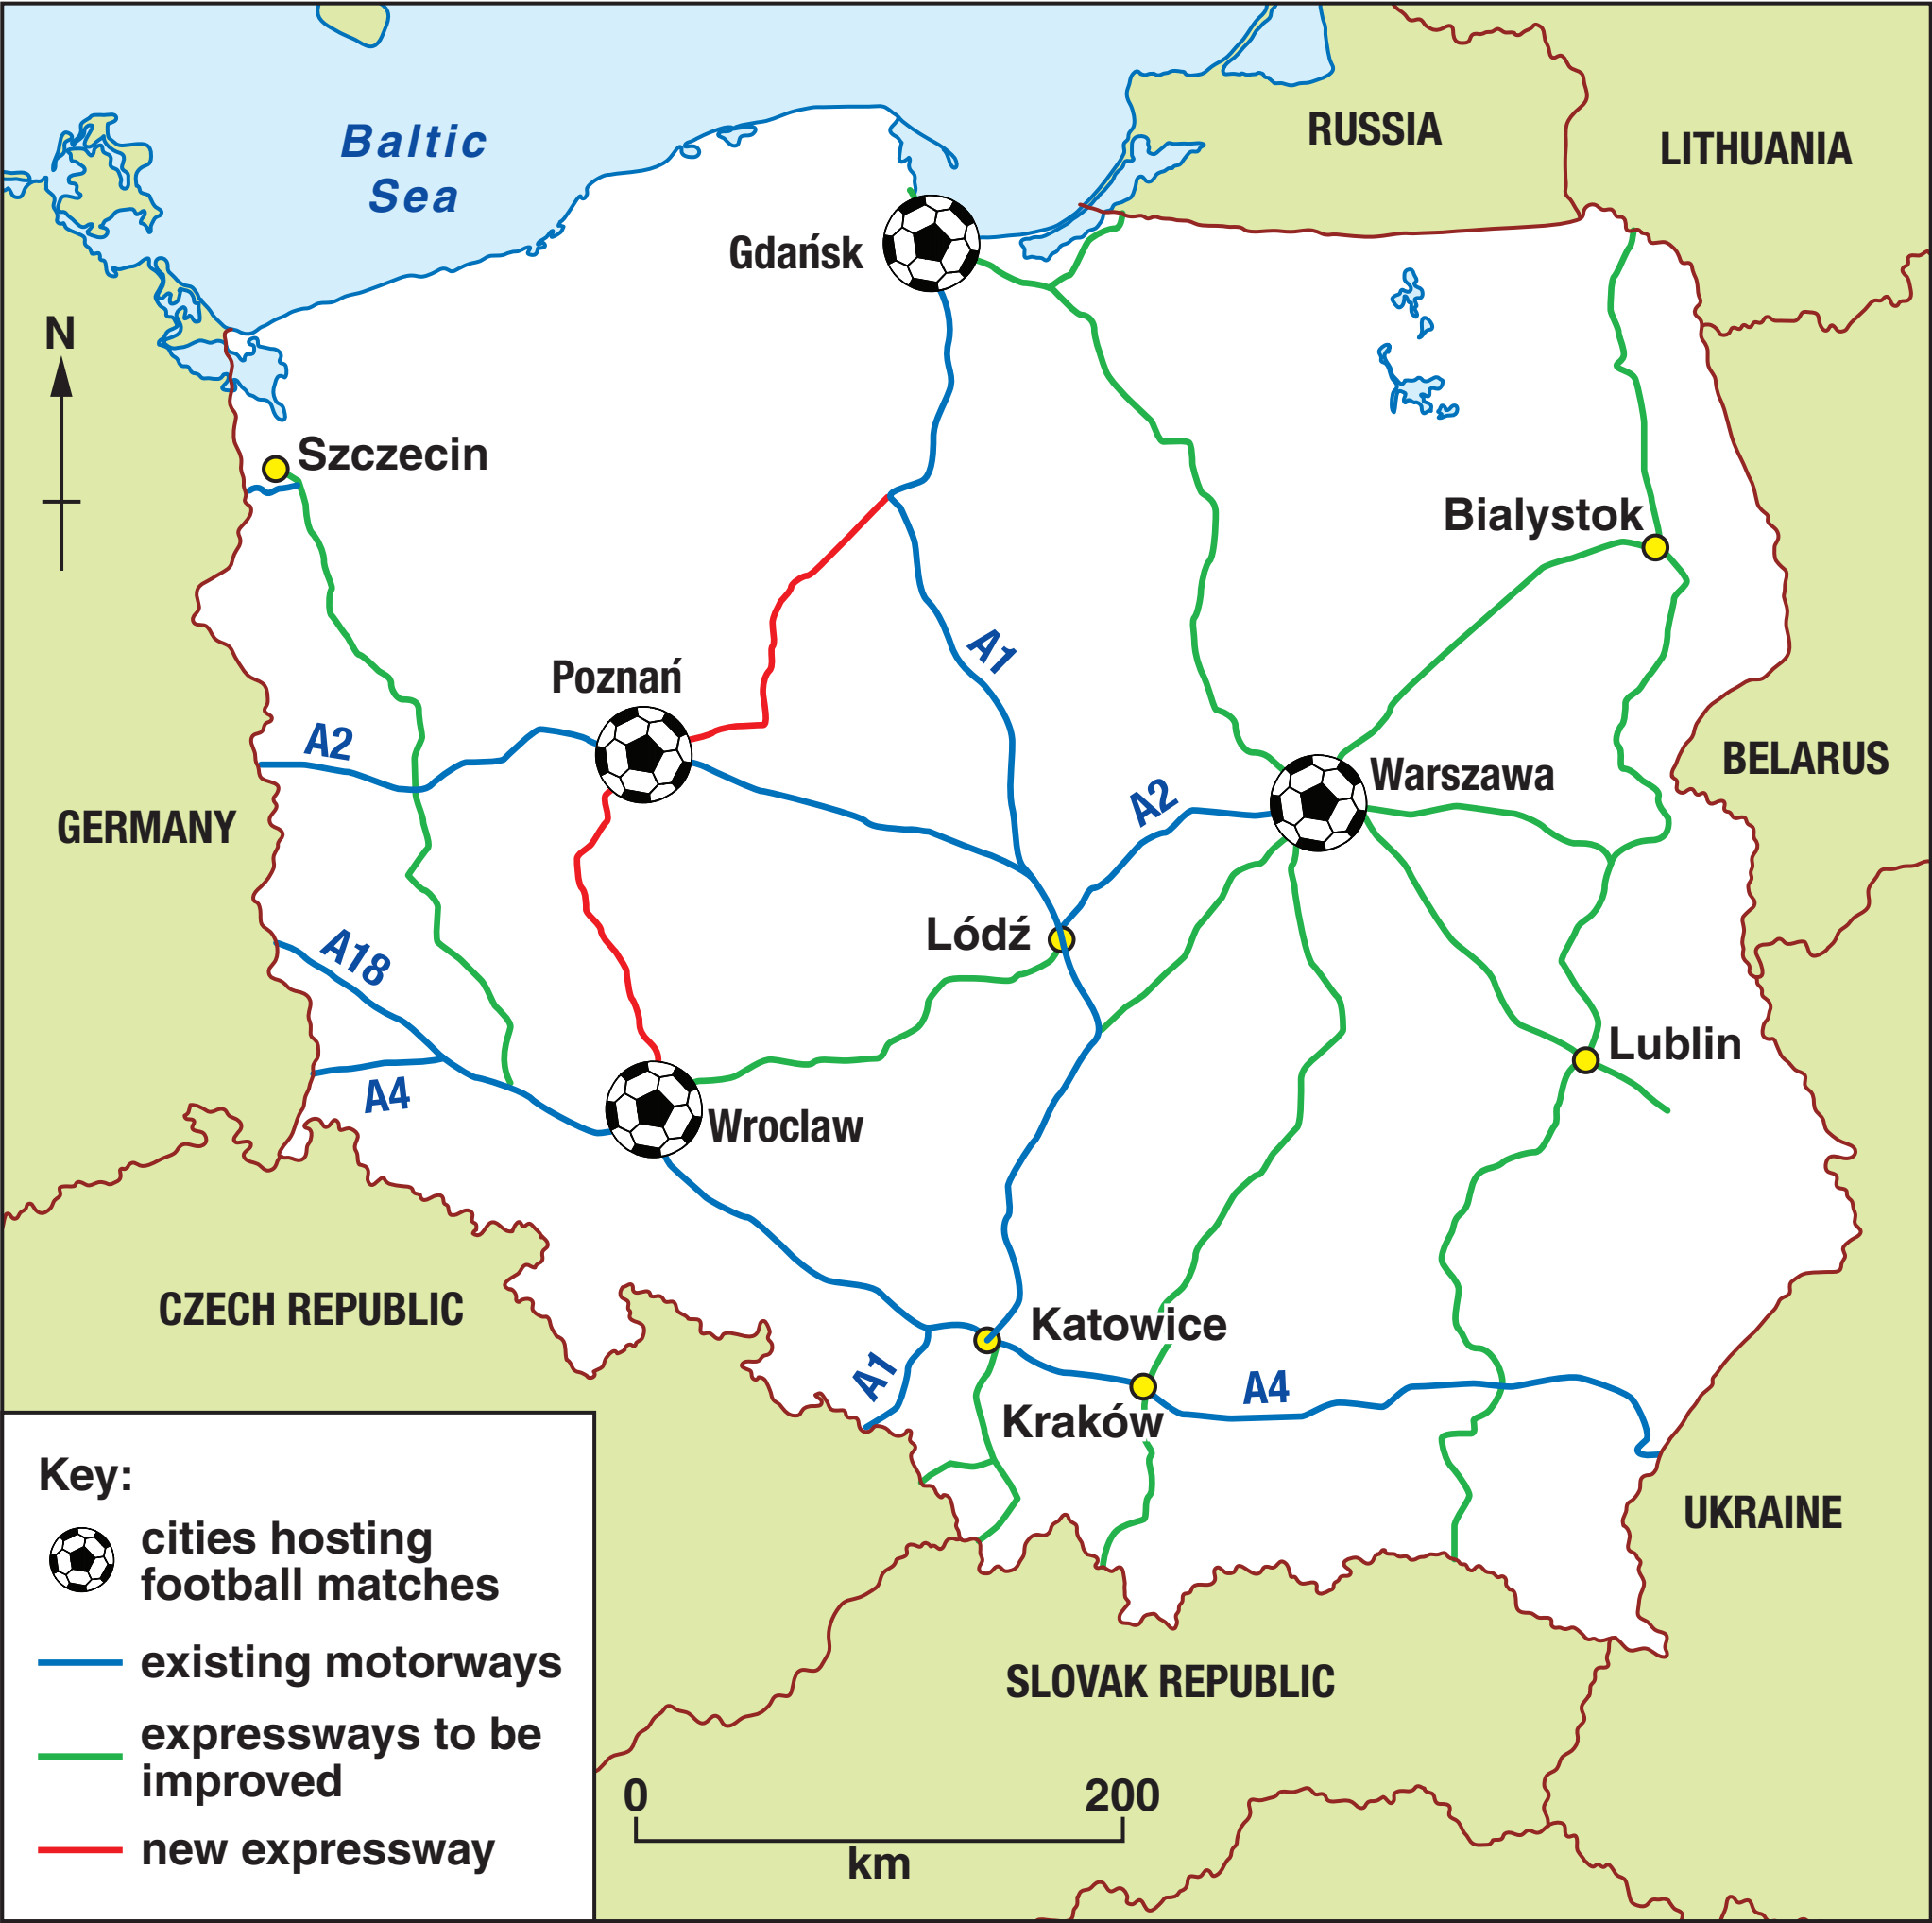 Baltic
Sea
RUSSIA
LITHUANIA
Gdańsk
N
Szczecin
Bialystok
A1
Poznań
A2
A2
Warszawa
BELARUS
GERMANY
Lódź
A18
Lublin
A4
Wroclaw
CZECH REPUBLIC
Katowice
A1
A4
Kraków
UKRAINE
SLOVAK REPUBLIC
Key:
cities hosting
football matches
existing motorways
expressways to be
improved
new expressway
0 200
km